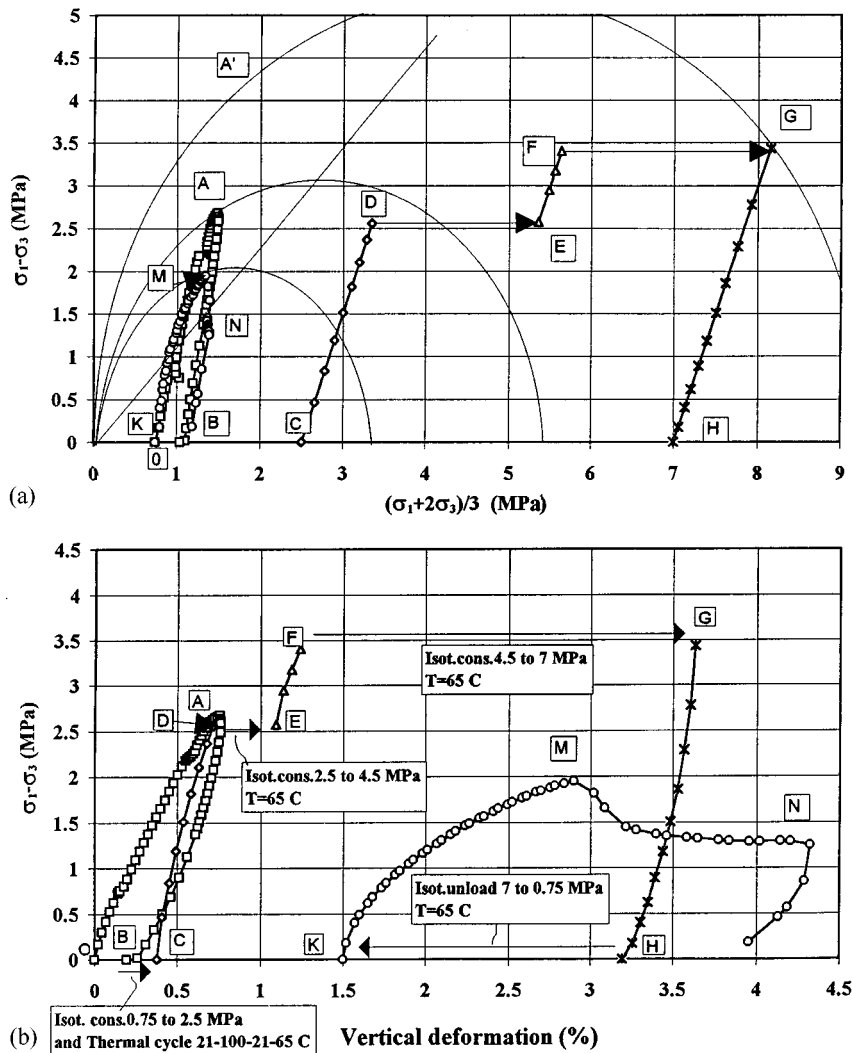 5
4.5
4
3.5
3
2.5
2
1.5
1
0.5
0
σ₁-σ₃ (MPa)
A'
A
M
N
K
B
0
C
D
E
F
G
H
0 1 2 3 4 5 6 7 8 9
(σ₁+2σ₃)/3 (MPa)
(a)
4.5
4
3.5
3
2.5
2
1.5
1
0.5
0
σ₁-σ₃ (MPa)
G
F
Isot.cons.4.5 to 7 MPa
T=65 C
A
D
E
M
Isot.cons.2.5 to 4.5 MPa
T=65 C
N
Isot.unload 7 to 0.75 MPa
T=65 C
B
C
K
H
O
0 0.5 1 1.5 2 2.5 3 3.5 4 4.5
Isot. cons.0.75 to 2.5 MPa
and Thermal cycle 21-100-21-65 C
(b)
Vertical deformation (%)